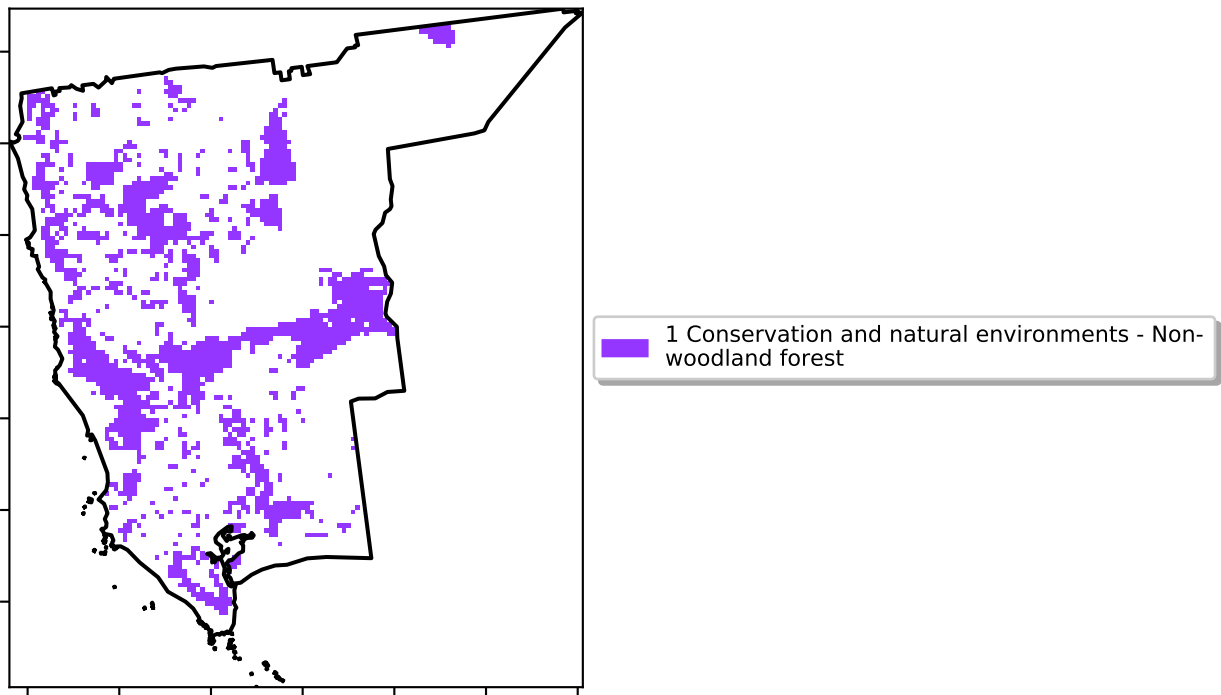 1 Conservation and natural environments - Non-
woodland forest